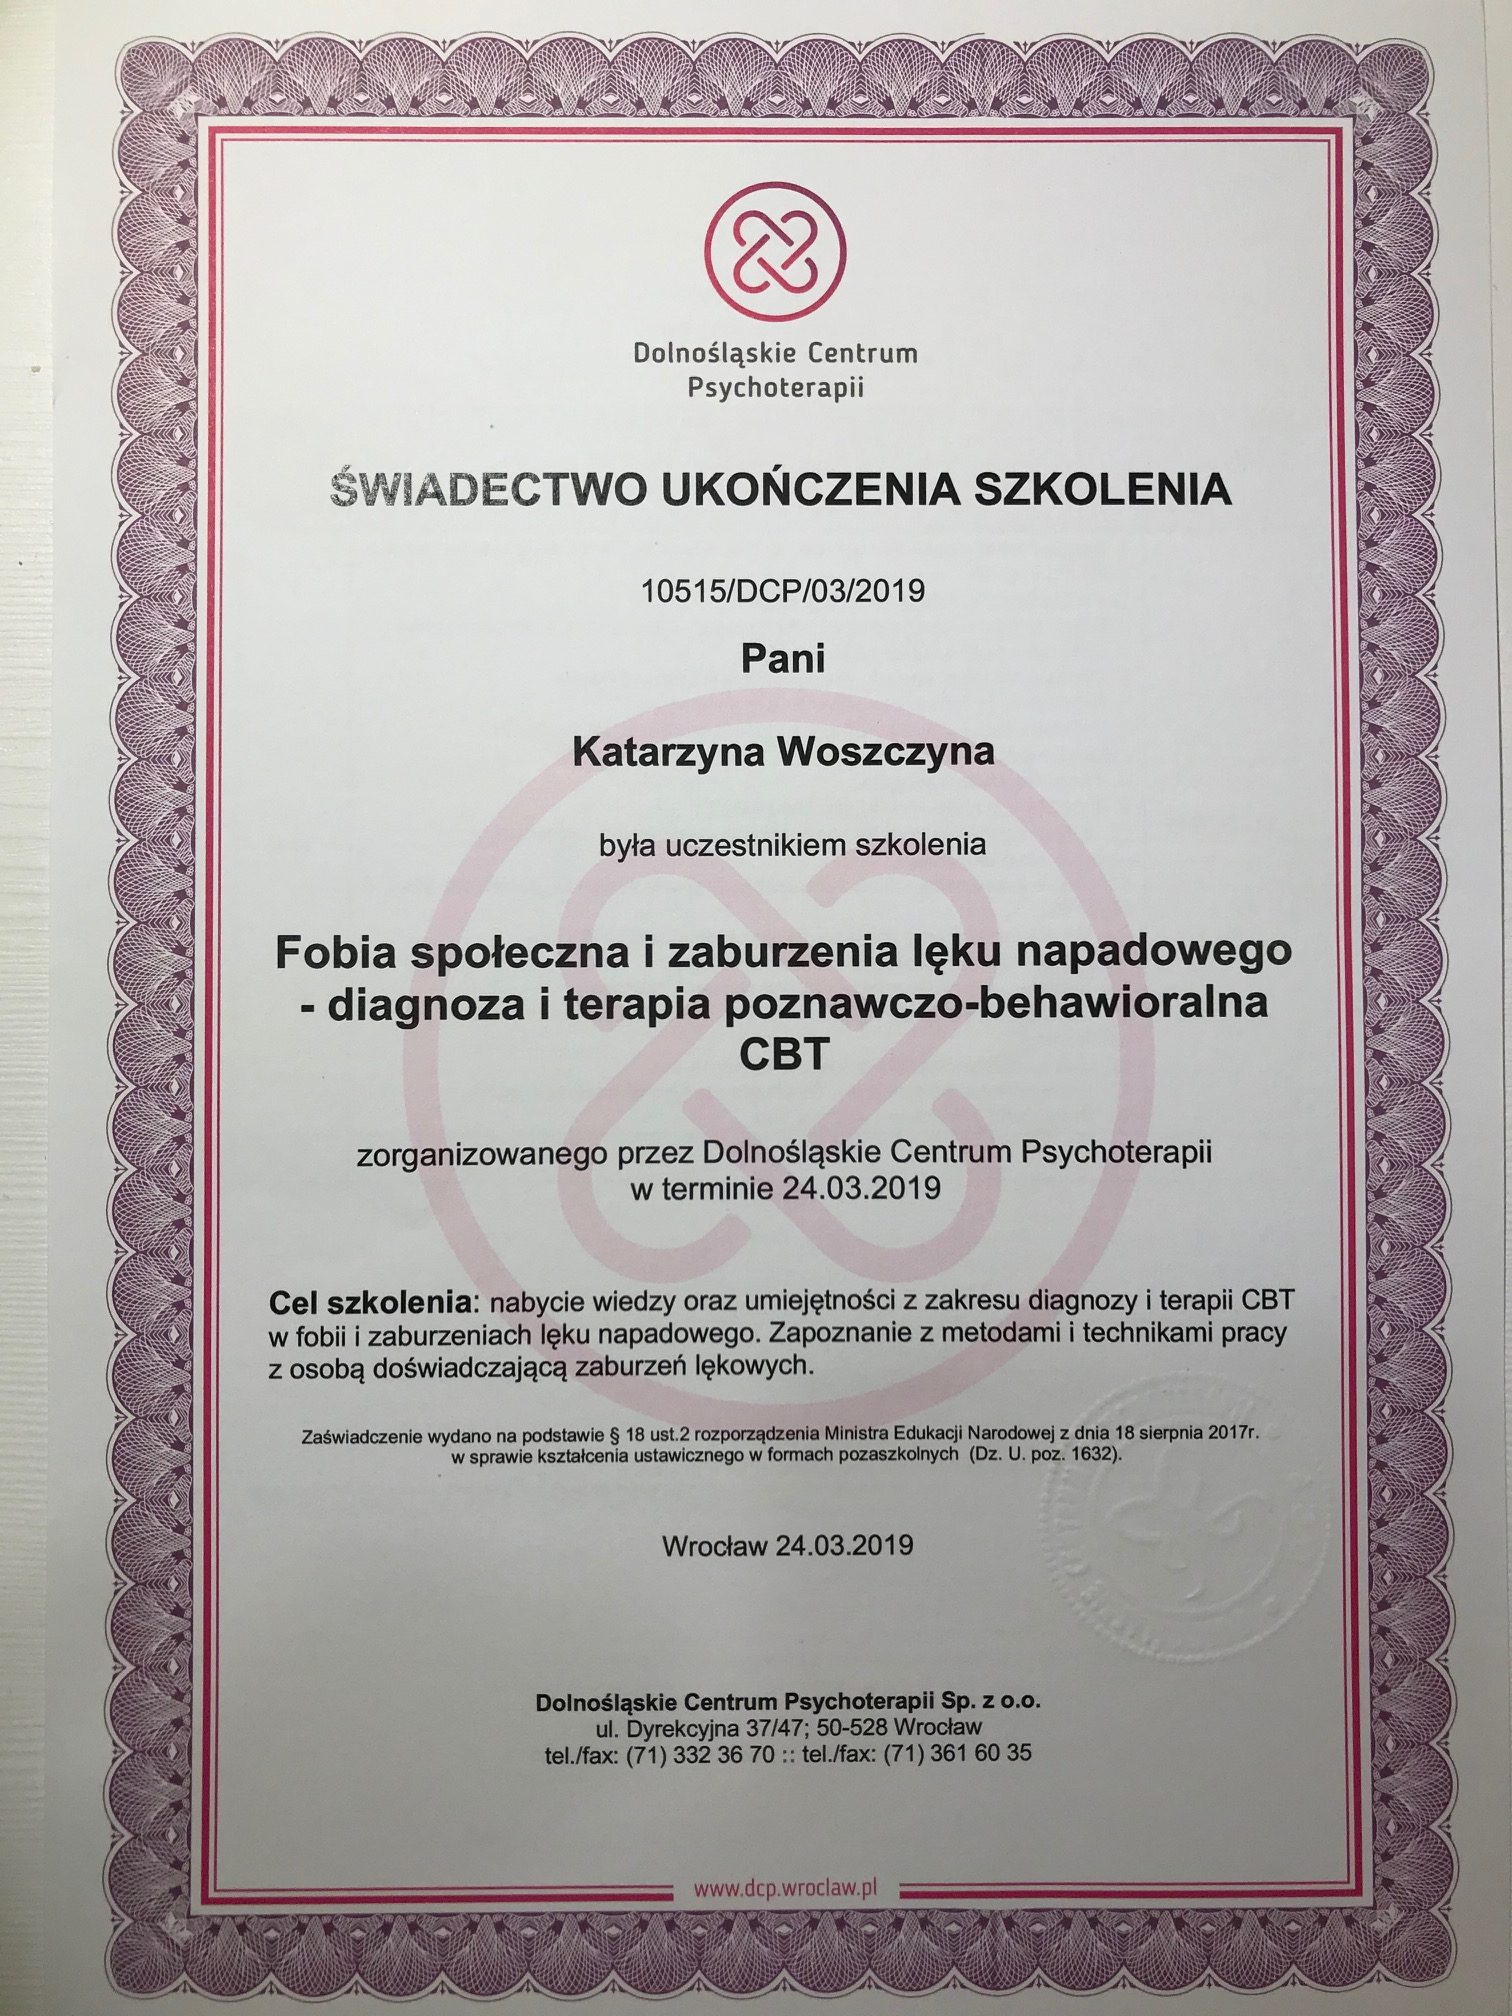 Dolnośląskie Centrum
Psychoterapii
ŚWIADECTWO UKOŃCZENIA SZKOLENIA
10515/DCP/03/2019
Pani
Katarzyna Woszczyna
była uczestnikiem szkolenia
Fobia społeczna i zaburzenia lęku napadowego
- diagnoza i terapia poznawczo-behawioralna
CBT
zorganizowanego przez Dolnośląskie Centrum Psychoterapii
w terminie 24.03.2019
Cel szkolenia: nabycie wiedzy oraz umiejętności z zakresu diagnozy i terapii CBT
w fobii i zaburzeniach lęku napadowego. Zapoznanie z metodami i technikami pracy
z osobą doświadczającą zaburzeń lękowych.
Zaświadczenie wydano na podstawie § 18 ust.2 rozporządzenia Ministra Edukacji Narodowej z dnia 18 sierpnia 2017r.
w sprawie kształcenia ustawicznego w formach pozaszkolnych (Dz. U. poz. 1632).
Wrocław 24.03.2019
Dolnośląskie Centrum Psychoterapii Sp. z o.o.
ul. Dyrekcyjna 37/47; 50-528 Wrocław
tel./fax: (71) 332 36 70 :: tel./fax: (71) 361 60 35
www.dcp.wroclaw.pl